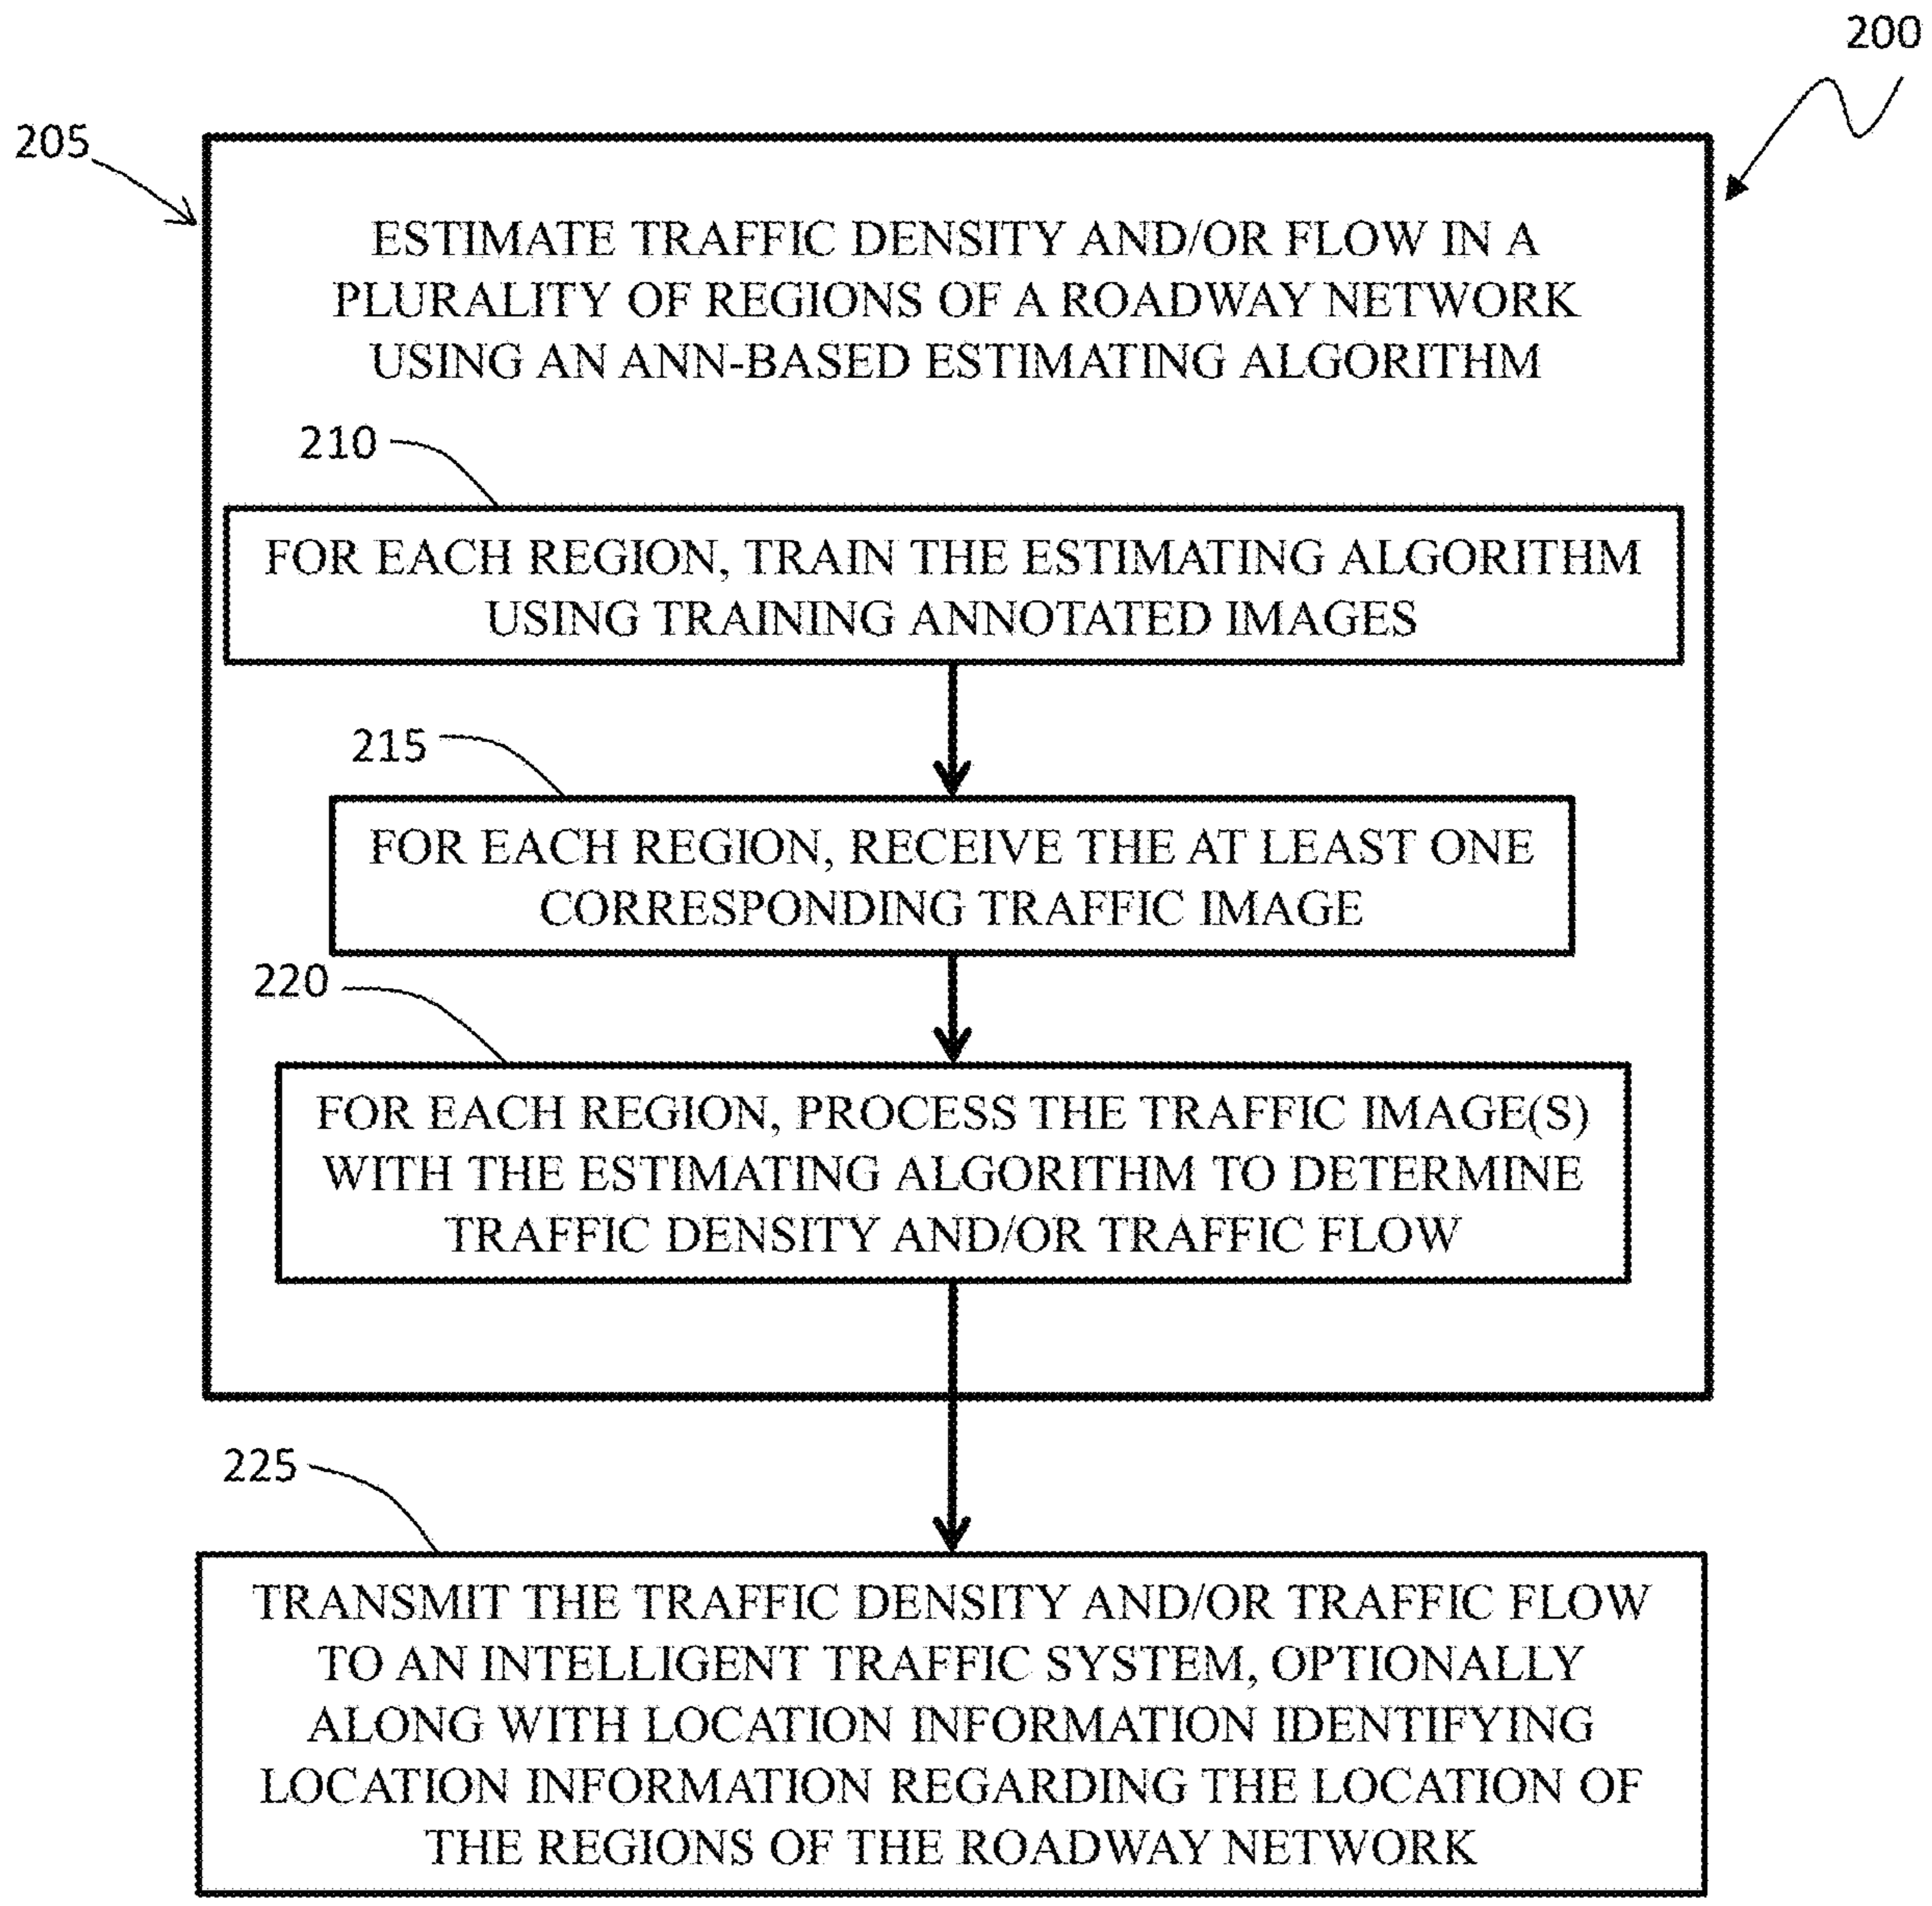 200
205
ESTIMATE TRAFFIC DENSITY AND/OR FLOW IN A
PLURALITY OF REGIONS OF A ROADWAY NETWORK
USING AN ANN-BASED ESTIMATING ALGORITHM
210
FOR EACH REGION, TRAIN THE ESTIMATING ALGORITHM
USING TRAINING ANNOTATED IMAGES
215
FOR EACH REGION, RECEIVE THE AT LEAST ONE
CORRESPONDING TRAFFIC IMAGE
220
FOR EACH REGION, PROCESS THE TRAFFIC IMAGE(S)
WITH THE ESTIMATING ALGORITHM TO DETERMINE
TRAFFIC DENSITY AND/OR TRAFFIC FLOW
225
TRANSMIT THE TRAFFIC DENSITY AND/OR TRAFFIC FLOW
TO AN INTELLIGENT TRAFFIC SYSTEM, OPTIONALLY
ALONG WITH LOCATION INFORMATION IDENTIFYING
LOCATION INFORMATION REGARDING THE LOCATION OF
THE REGIONS OF THE ROADWAY NETWORK